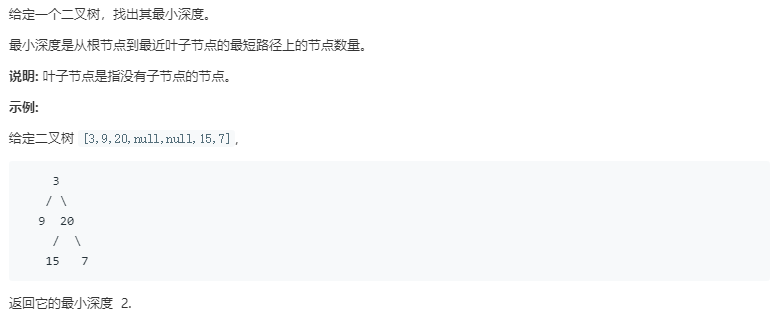 给定一个二叉树，找出其最小深度。
最小深度是从根节点到最近叶子节点的最短路径上的节点数量。
说明: 叶子节点是指没有子节点的节点。
示例:
给定二叉树 [3,9,20,null,null,15,7],
3
/ \
9 20
/ \
15 7
返回它的最小深度 2.